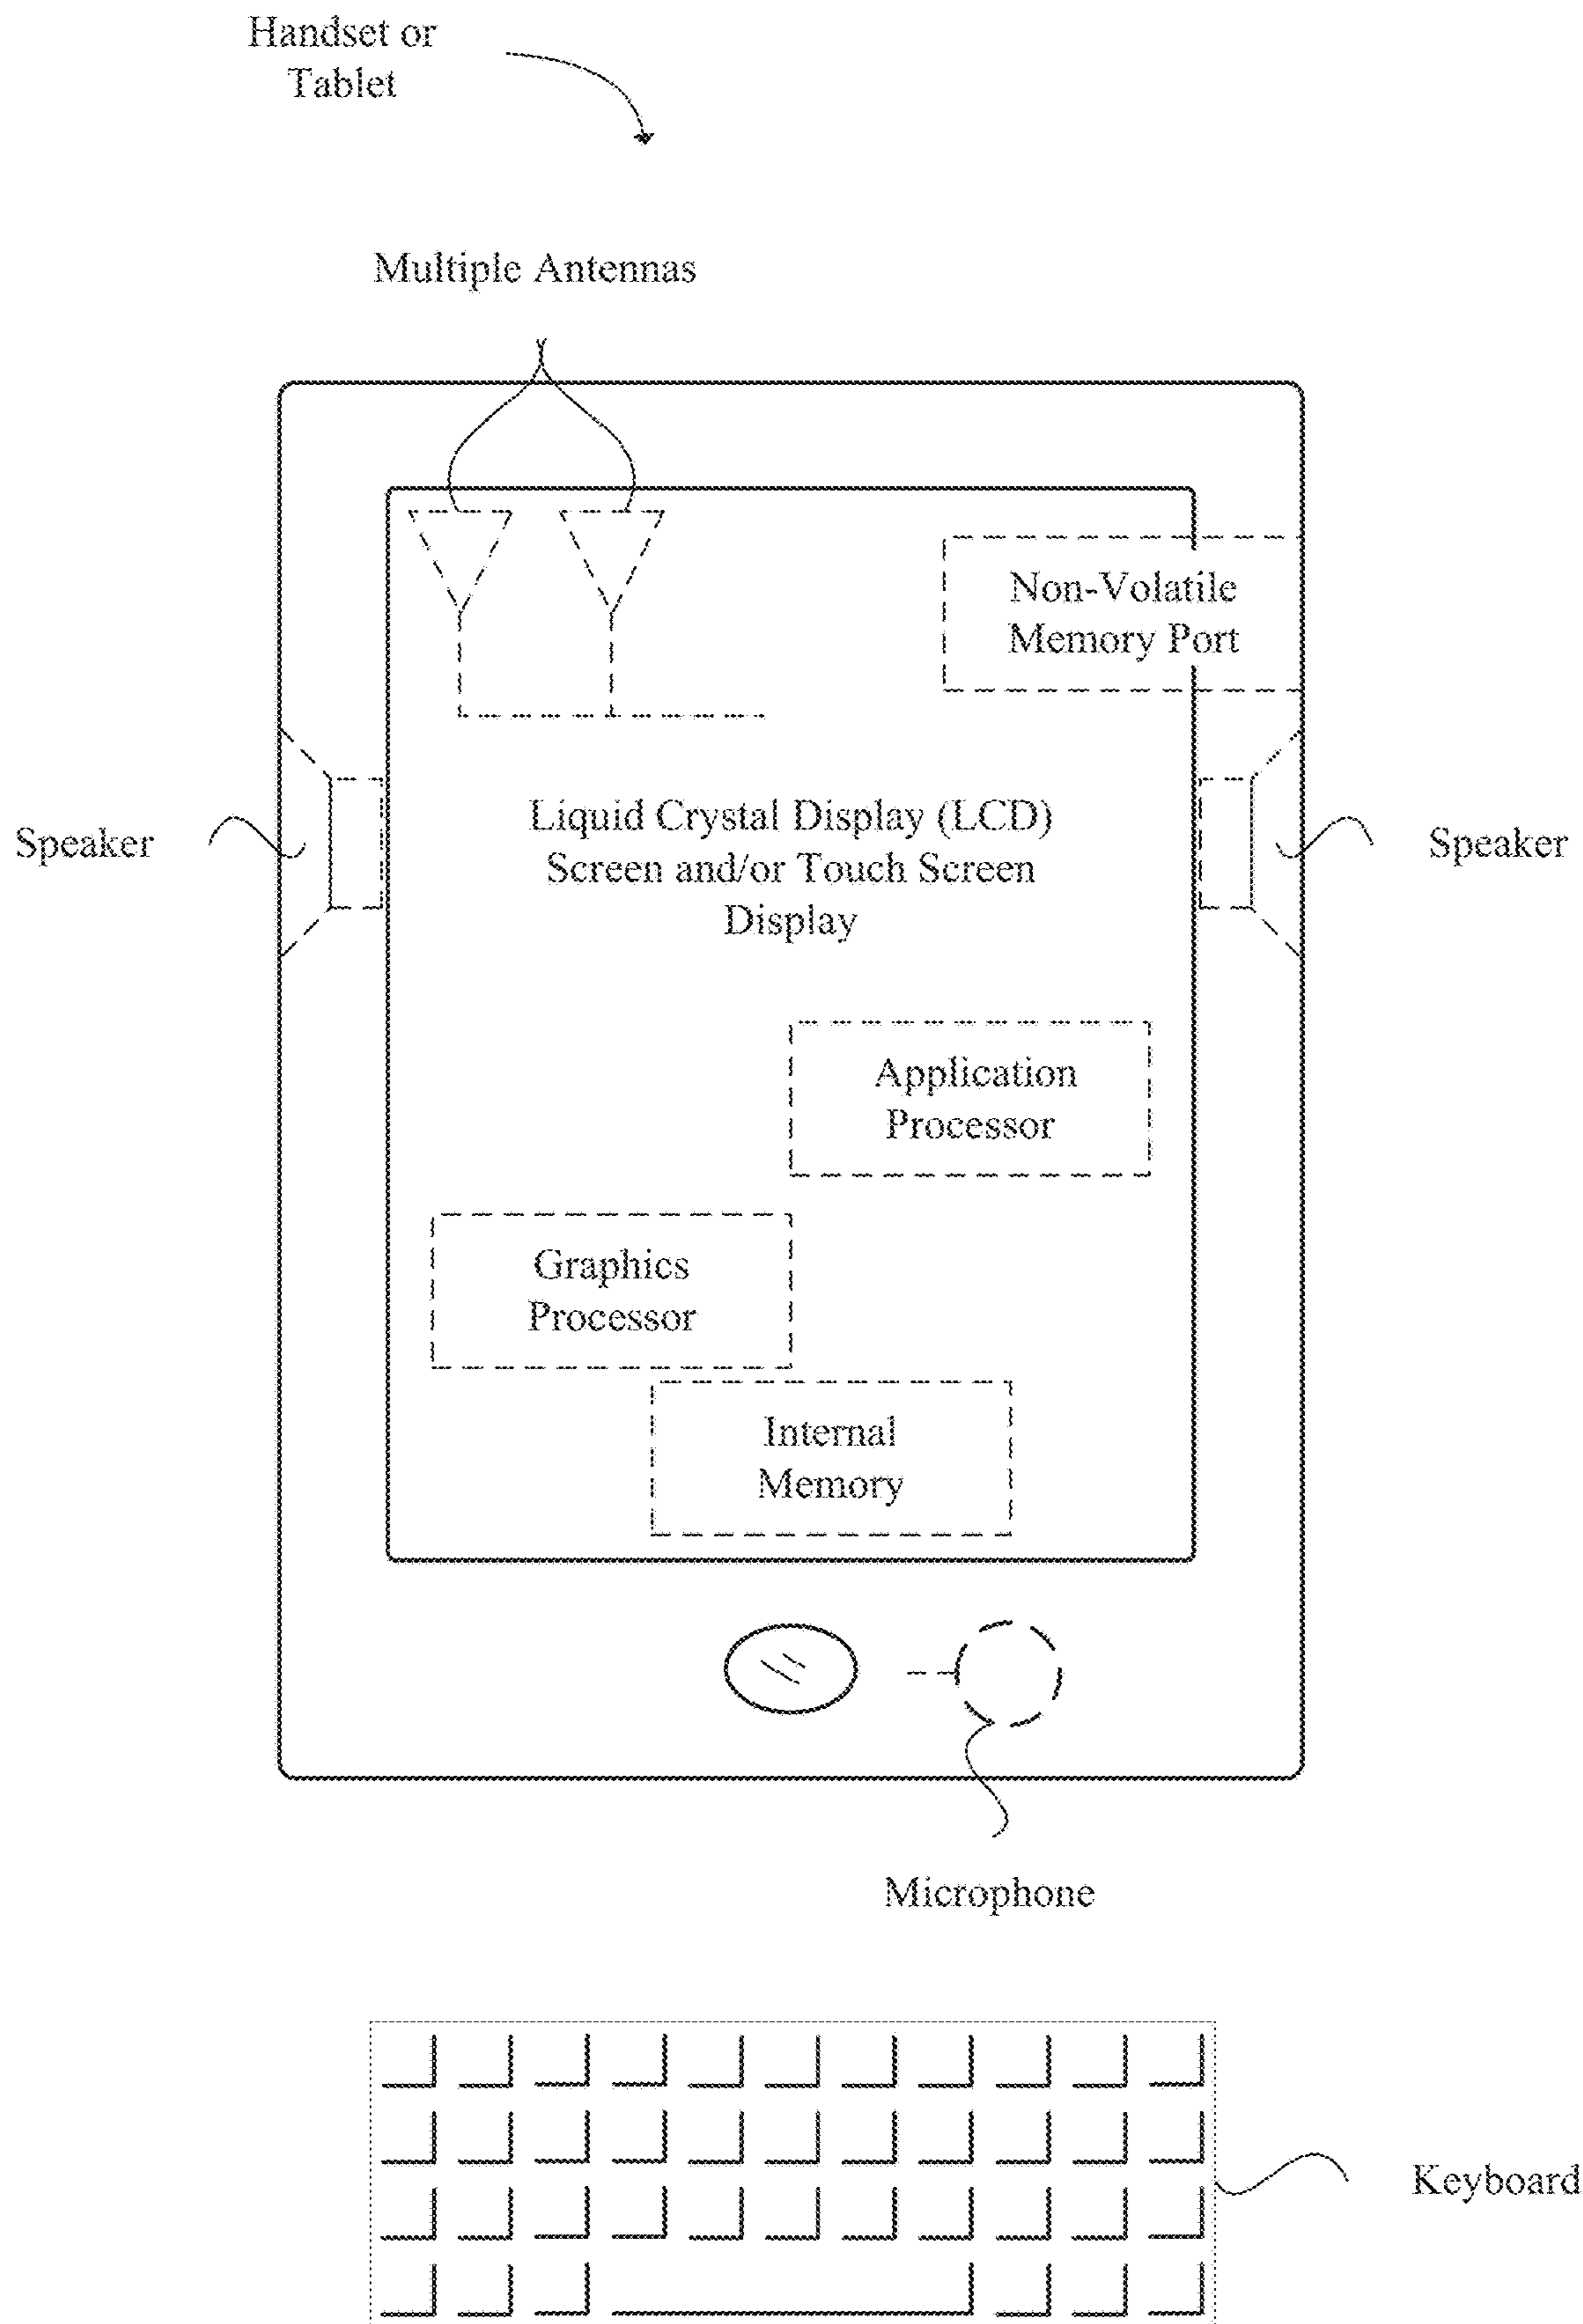 Handset or
Tablet
Multiple Antennas
Non-Volatile
Memory Port
Speaker
Liquid Crystal Display (LCD)
Screen and/or Touch Screen
Display
Speaker
Application
Processor
Graphics
Processor
Internal
Memory
Microphone
Keyboard